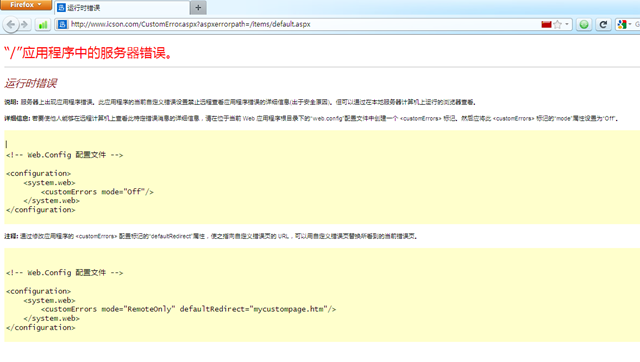 Firefox
运行时错误
http://www.icson.com/CustomError.aspx?aspxerrorpath=/items/default.aspx
“/”应用程序中的服务器错误。
运行时错误
说明: 服务器上出现应用程序错误。此应用程序的当前自定义错误设置禁止远程查看应用程序错误的详细信息(出于安全原因)。但可以通过在本地服务器计算机上运行的浏览器查看。
详细信息: 若要使他人能够在远程计算机上查看此特定错误消息的详细信息，请在位于当前 Web 应用程序根目录下的“web.config”配置文件中创建一个 <customErrors> 标记。然后应将此 <customErrors> 标记的“mode”属性设置为“Off”。
<!-- Web.Config 配置文件 -->
<configuration>
<system.web>
<customErrors mode="Off"/>
</system.web>
</configuration>
注释: 通过修改应用程序的 <customErrors> 配置标记的“defaultRedirect”属性，使之指向自定义错误页的 URL，可以用自定义错误页替换所看到的当前错误页。
<!-- Web.Config 配置文件 -->
<configuration>
<system.web>
<customErrors mode="RemoteOnly" defaultRedirect="mycustompage.htm"/>
</system.web>
</configuration>